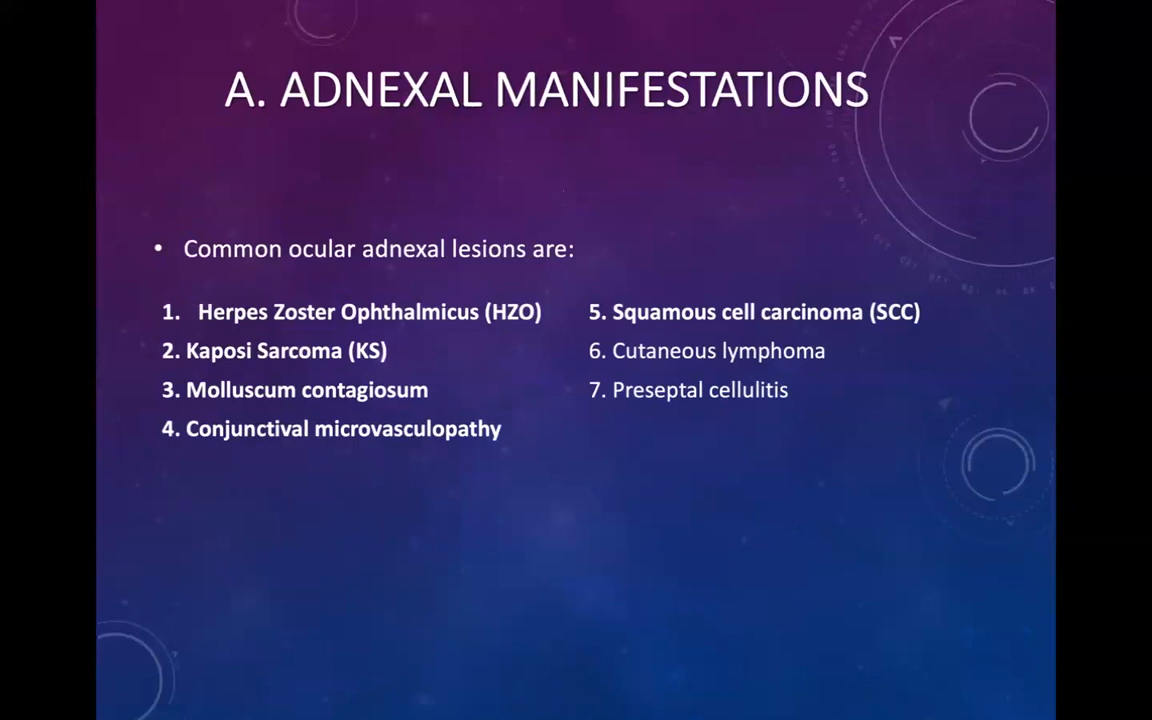 A. ADNEXAL MANIFESTATIONS
• Common ocular adnexal lesions are:
1. Herpes Zoster Ophthalmicus (HZO)
2. Kaposi Sarcoma (KS)
3. Molluscum contagiosum
4. Conjunctival microvasculopathy
5. Squamous cell carcinoma (SCC)
6. Cutaneous lymphoma
7. Preseptal cellulitis